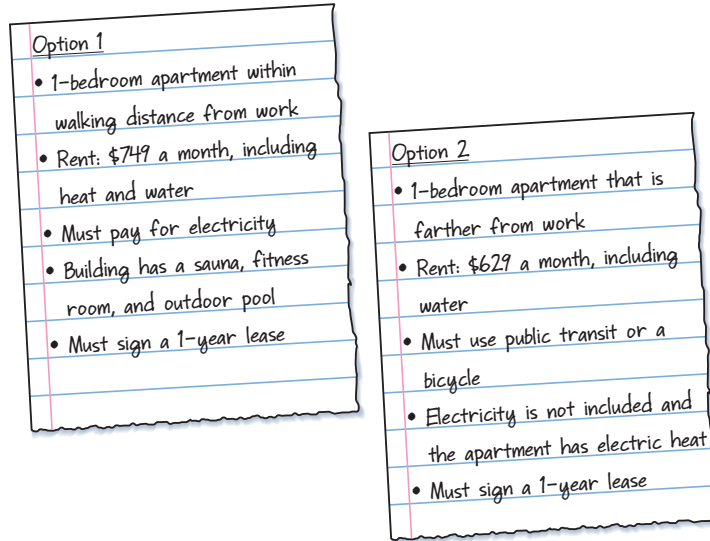 Option 1
• 1-bedroom apartment within
walking distance from work
• Rent: $749 a month, including
heat and water
• Must pay for electricity
• Building has a sauna, fitness
room, and outdoor pool
• Must sign a 1-year lease
Option 2
• 1-bedroom apartment that is
farther from work
• Rent: $629 a month, including
water
• Must use public transit or a
bicycle
• Electricity is not included and
the apartment has electric heat
• Must sign a 1-year lease